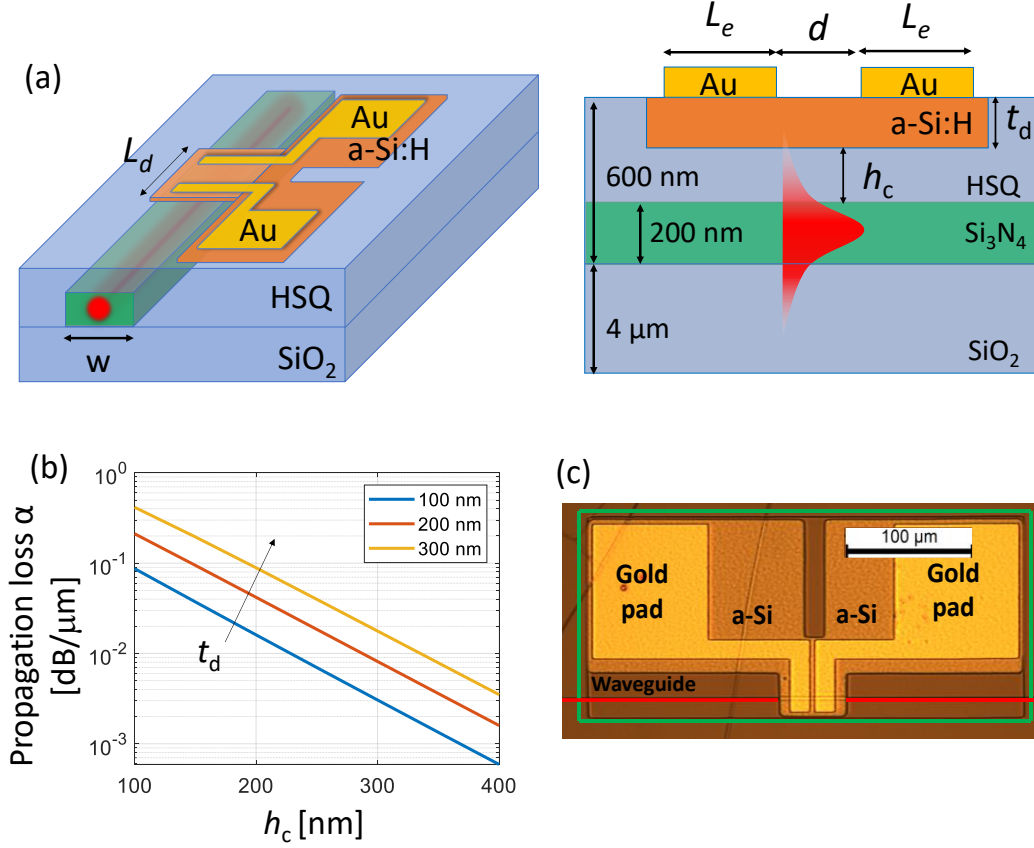 (a)
Au
a-Si:H
L_d
Au
HSQ
w
SiO₂
L_e
d
L_e
Au
Au
a-Si:H
t_d
600 nm
h_c
HSQ
200 nm
Si₃N₄
4 µm
SiO₂
(b)
Propagation loss α
[dB/µm]
10⁰
10⁻¹
10⁻²
10⁻³
100 nm
200 nm
300 nm
t_d
100
200
300
400
h_c [nm]
(c)
100 µm
Gold
pad
a-Si
a-Si
Gold
pad
Waveguide